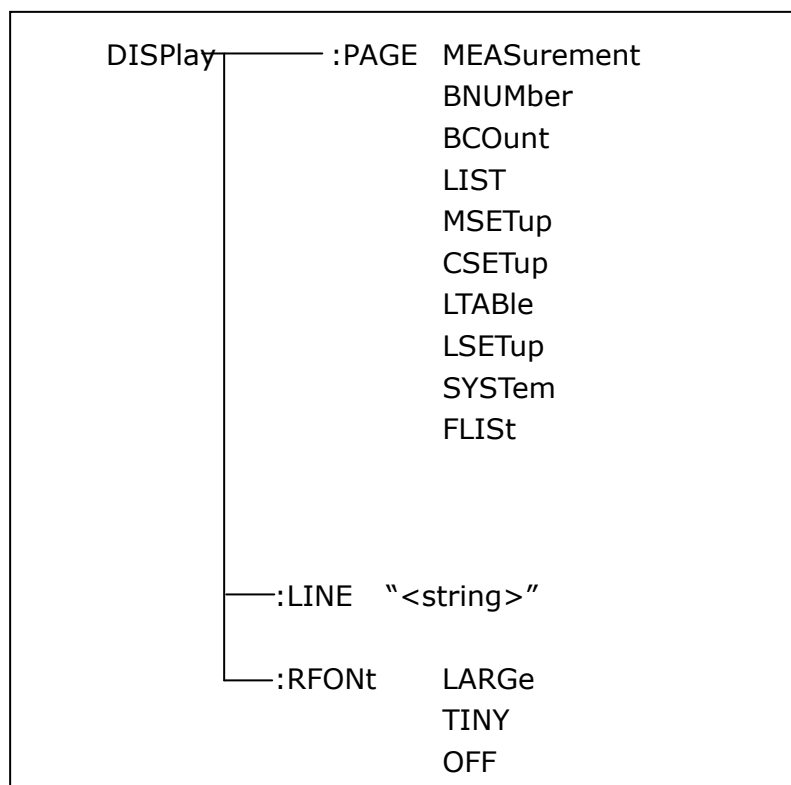 DISPlay :PAGE MEASurement
BNUMber
BCOunt
LIST
MSETup
CSETup
LTABle
LSETup
SYSTem
FLISt
:LINE “<string>”
:RFONt LARGe
TINY
OFF